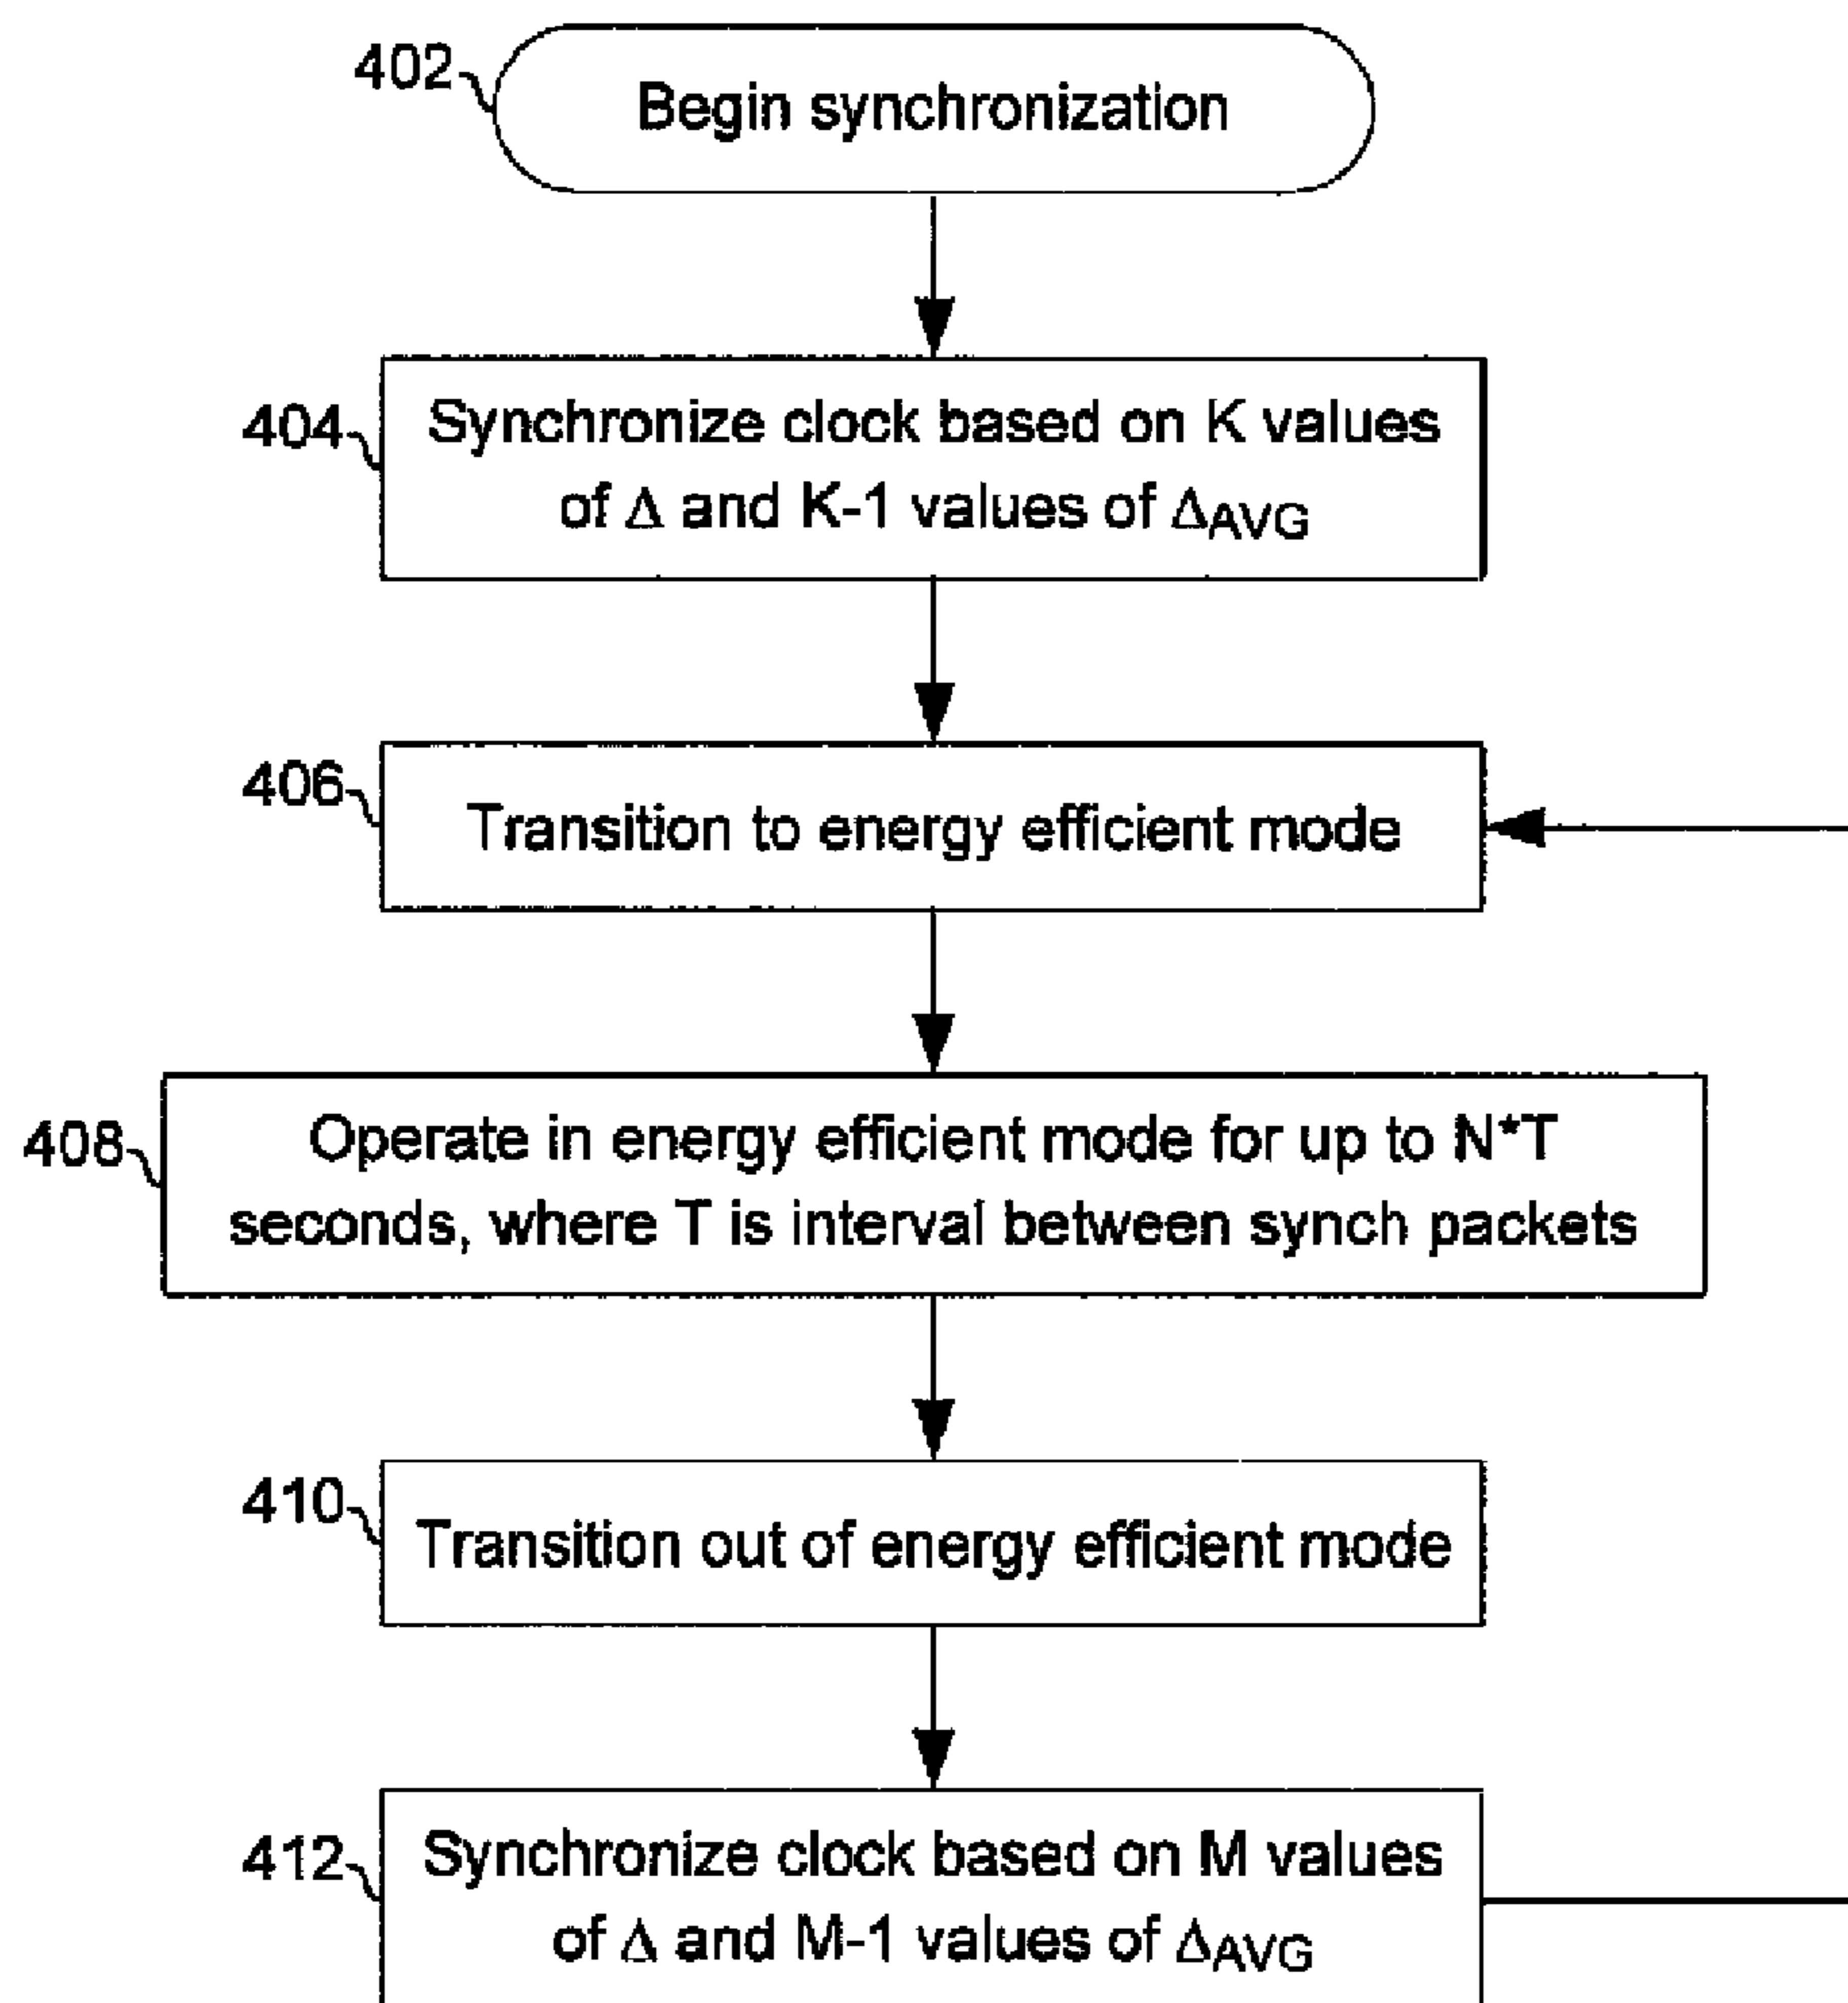 402
Begin synchronization
404
Synchronize clock based on K values
of Δ and K-1 values of ΔAVG
406
Transition to energy efficient mode
408
Operate in energy efficient mode for up to N*T
seconds, where T is interval between synch packets
410
Transition out of energy efficient mode
412
Synchronize clock based on M values
of Δ and M-1 values of ΔAVG